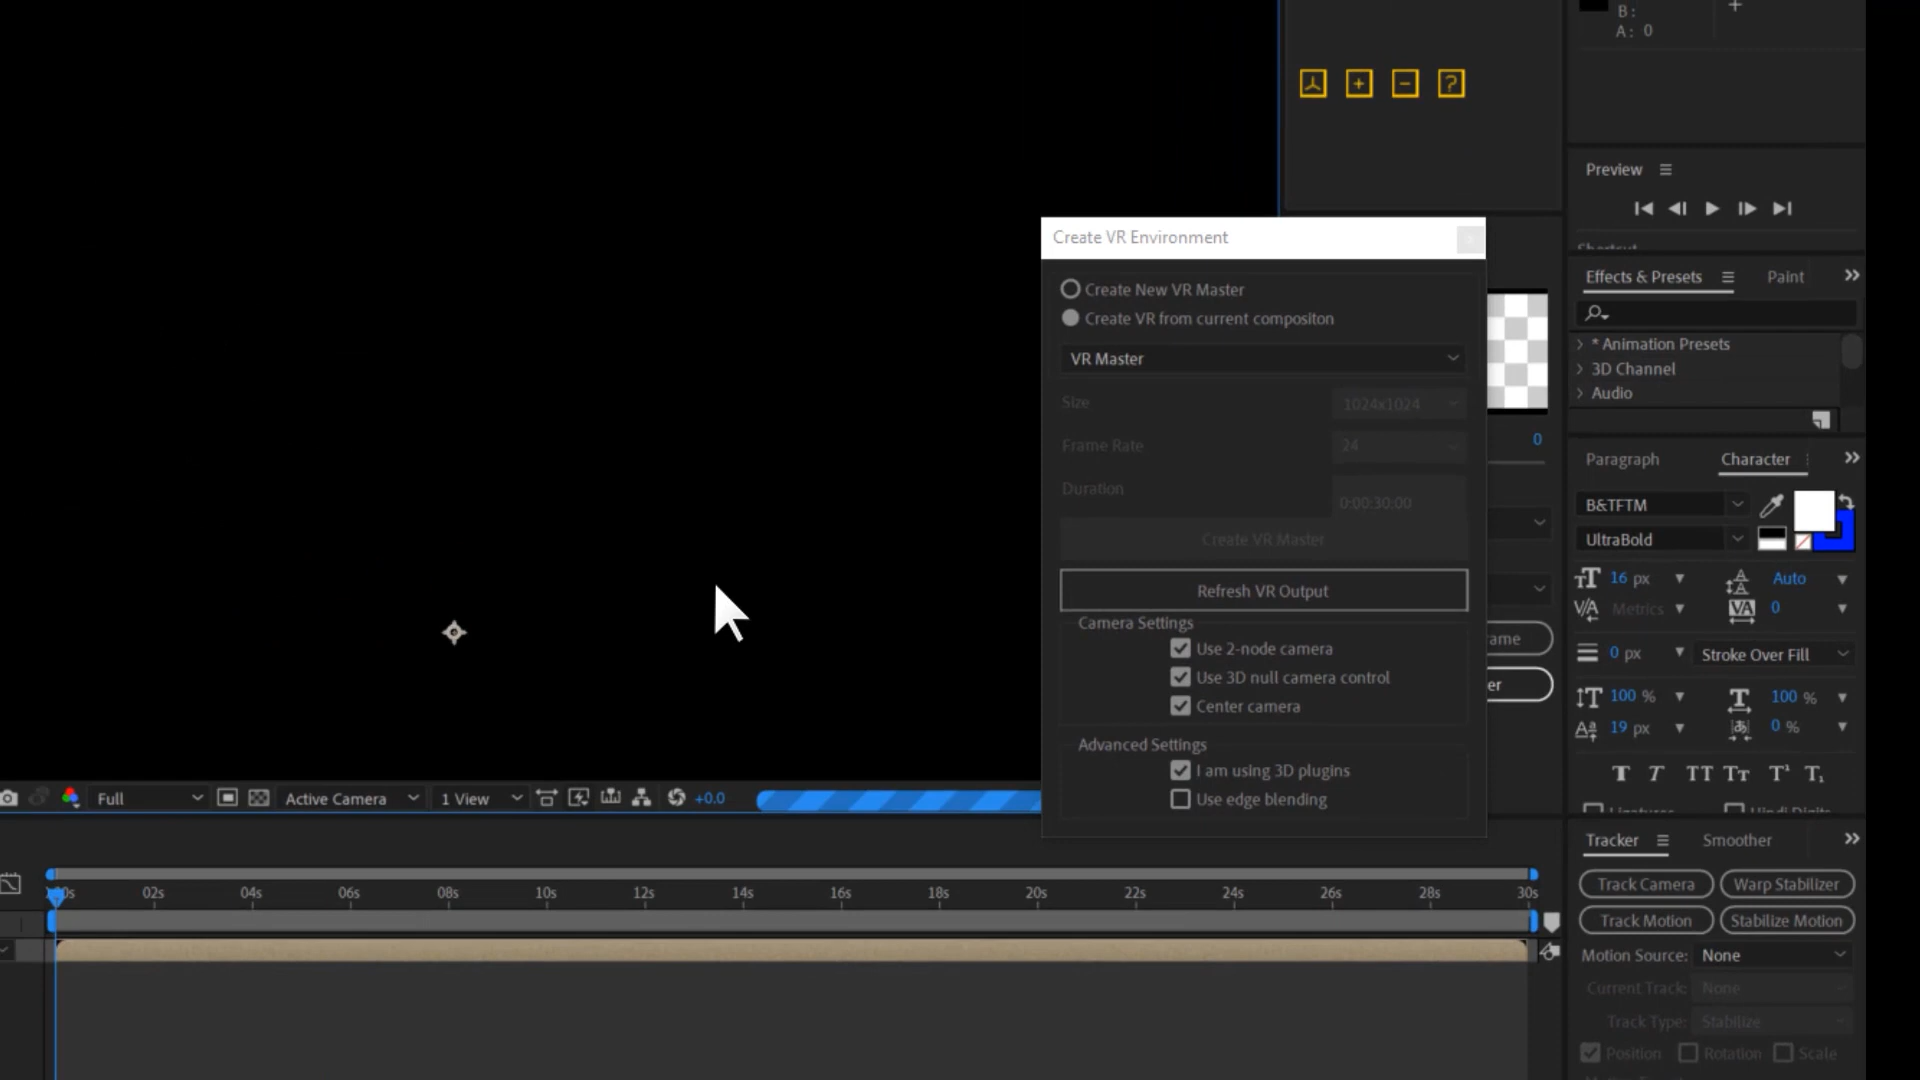 B:
A: 0
Preview
Create VR Environment
Create New VR Master
Create VR from current compositon
VR Master
Size
1024x1024
Frame Rate
24
Duration
0:00:30:00
Create VR Master
Refresh VR Output
Camera Settings
Use 2-node camera
Use 3D null camera control
Center camera
Advanced Settings
I am using 3D plugins
Use edge blending
0
ame
er
Effects & Presets
Paint
* Animation Presets
3D Channel
Audio
Paragraph
Character
B&TFTM
UltraBold
16 px
Auto
Metrics
0
0 px
Stroke Over Fill
100 %
100 %
19 px
0 %
Full
Active Camera
1 View
+0.0
02s 04s 06s 08s 10s 12s 14s 16s 18s 20s 22s 24s 26s 28s 30s
Tracker
Smoother
Track Camera
Warp Stabilizer
Track Motion
Stabilize Motion
Motion Source: None
Current Track: None
Track Type: Stabilize
Position Rotation Scale